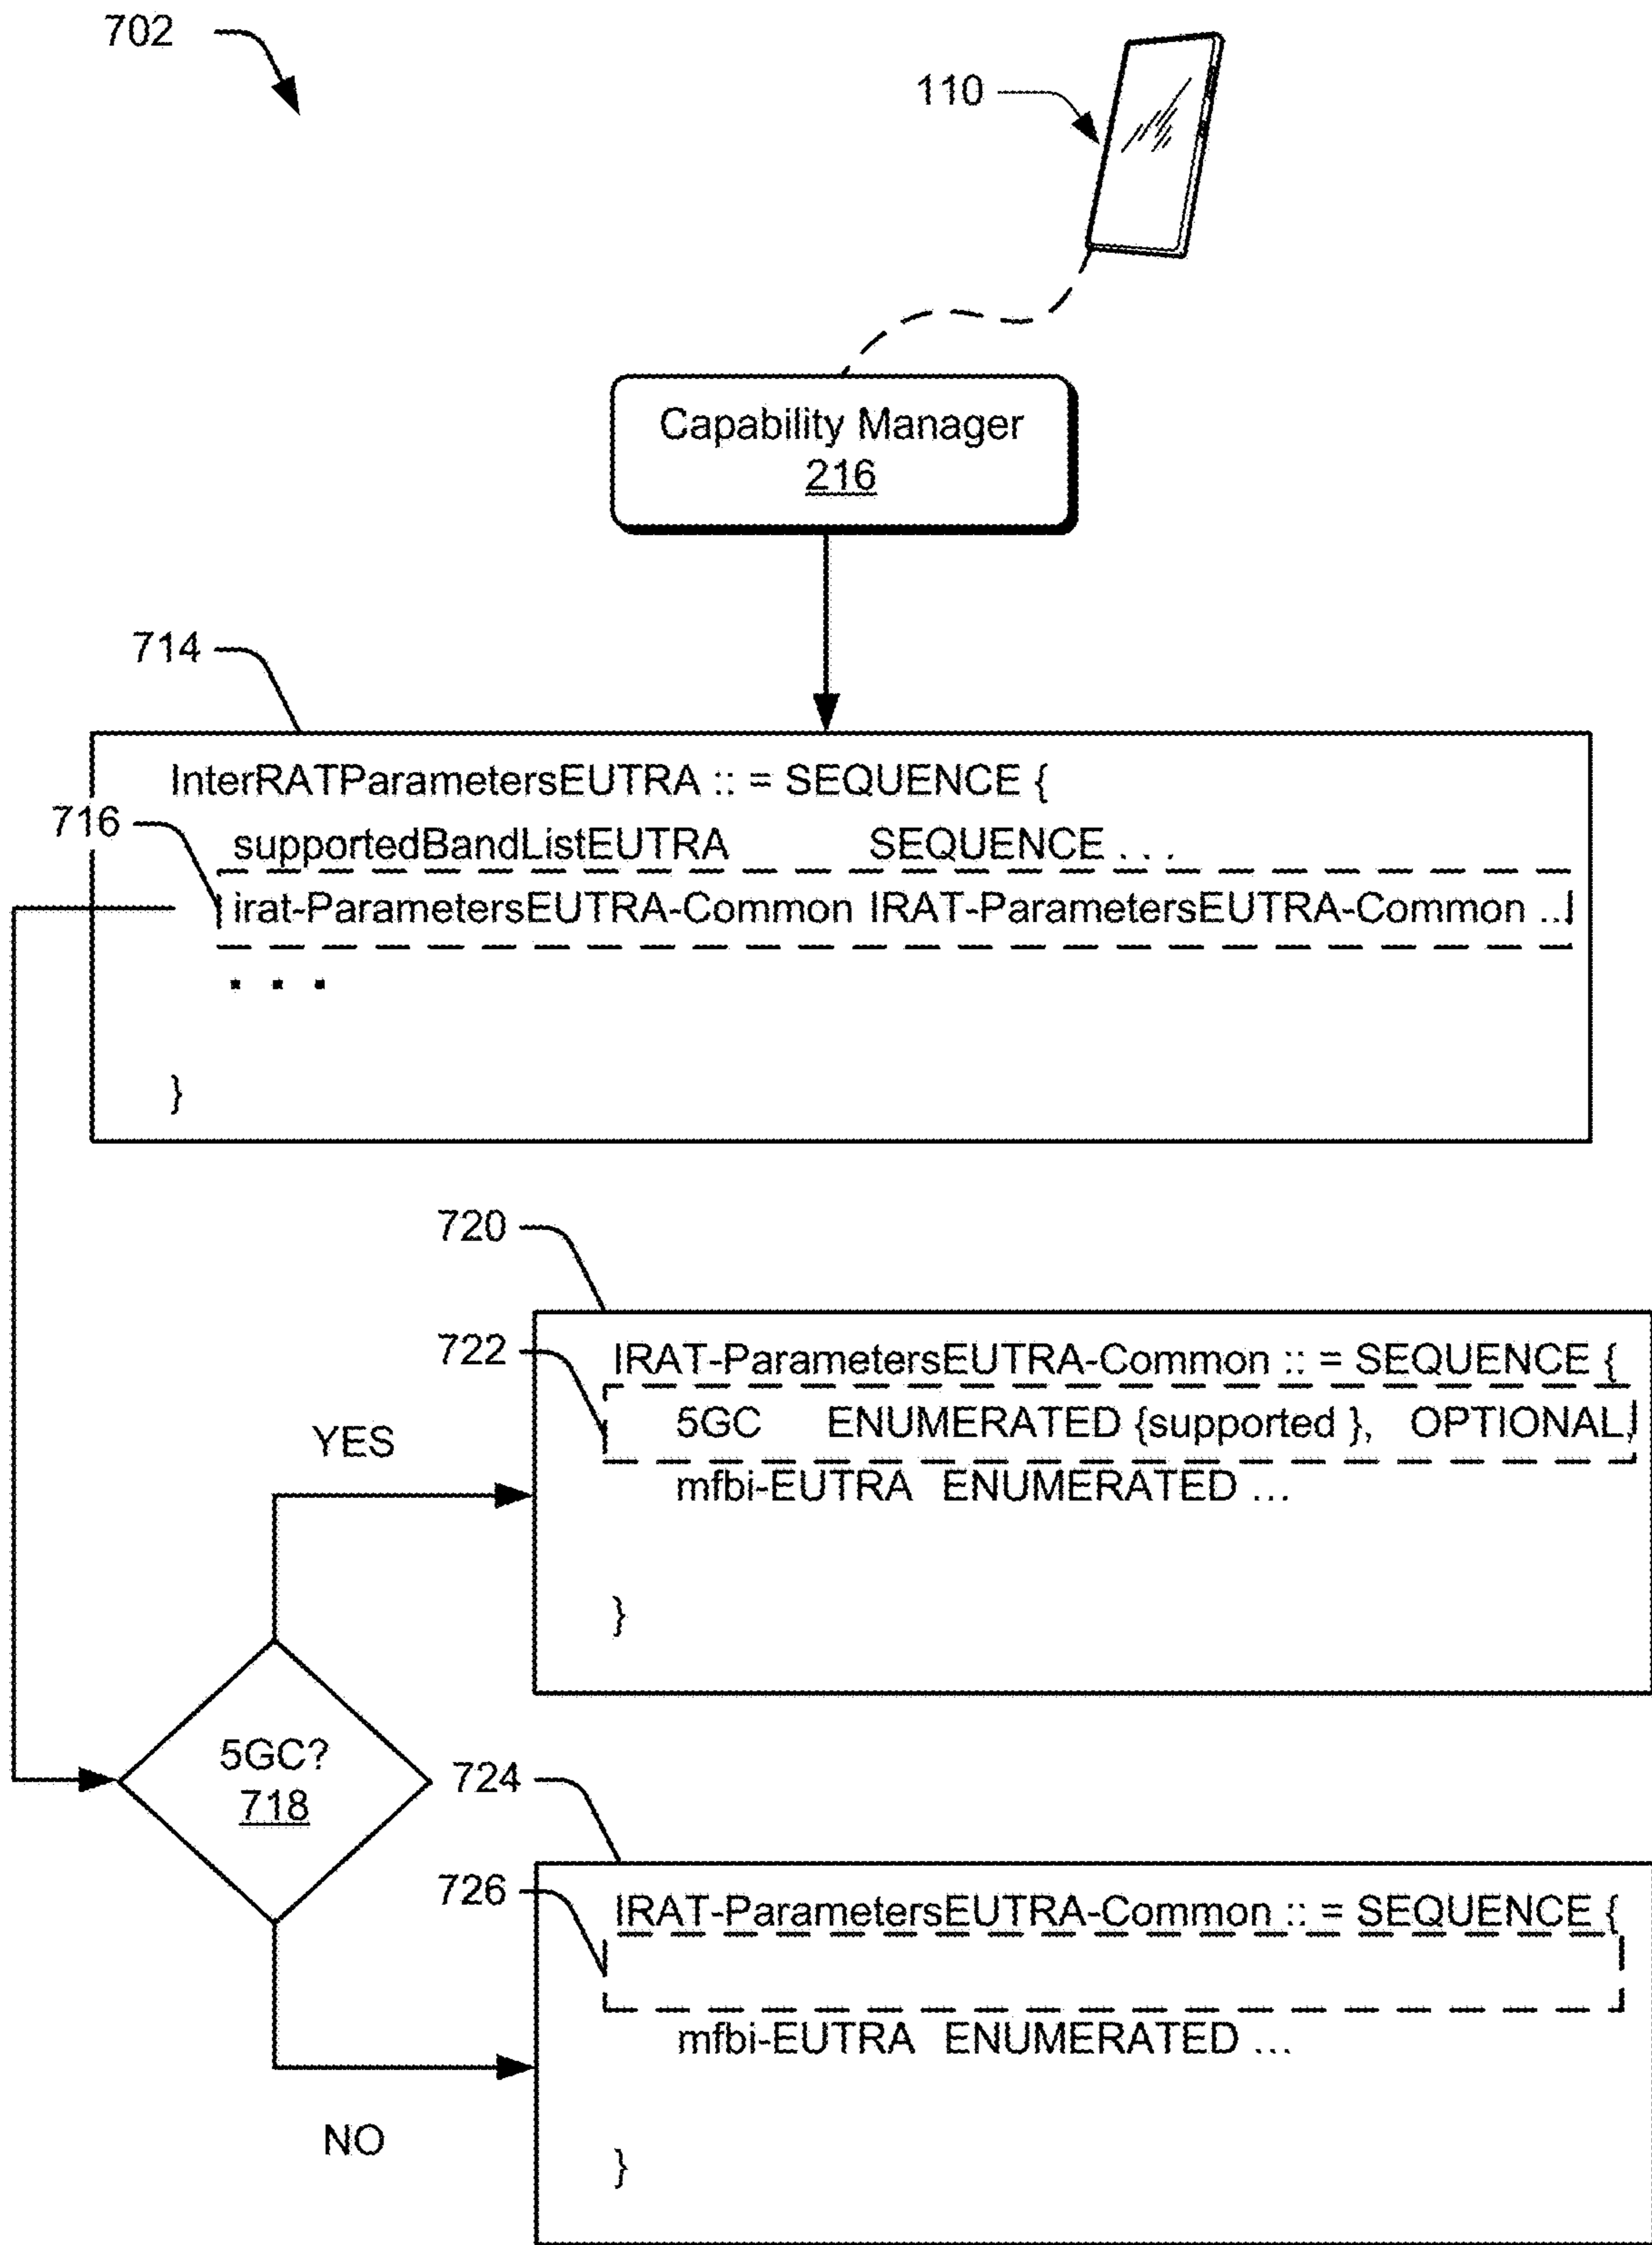 702
110
Capability Manager
216
714
InterRATParametersEUTRA :: = SEQUENCE {
716
supportedBandListEUTRA SEQUENCE . . .
irat-ParametersEUTRA-Common IRAT-ParametersEUTRA-Common ...
. . .
}
720
722
IRAT-ParametersEUTRA-Common :: = SEQUENCE {
5GC ENUMERATED {supported }, OPTIONAL,
YES
mfbi-EUTRA ENUMERATED ...
}
5GC?
718
724
726
IRAT-ParametersEUTRA-Common :: = SEQUENCE {
mfbi-EUTRA ENUMERATED ...
NO
}